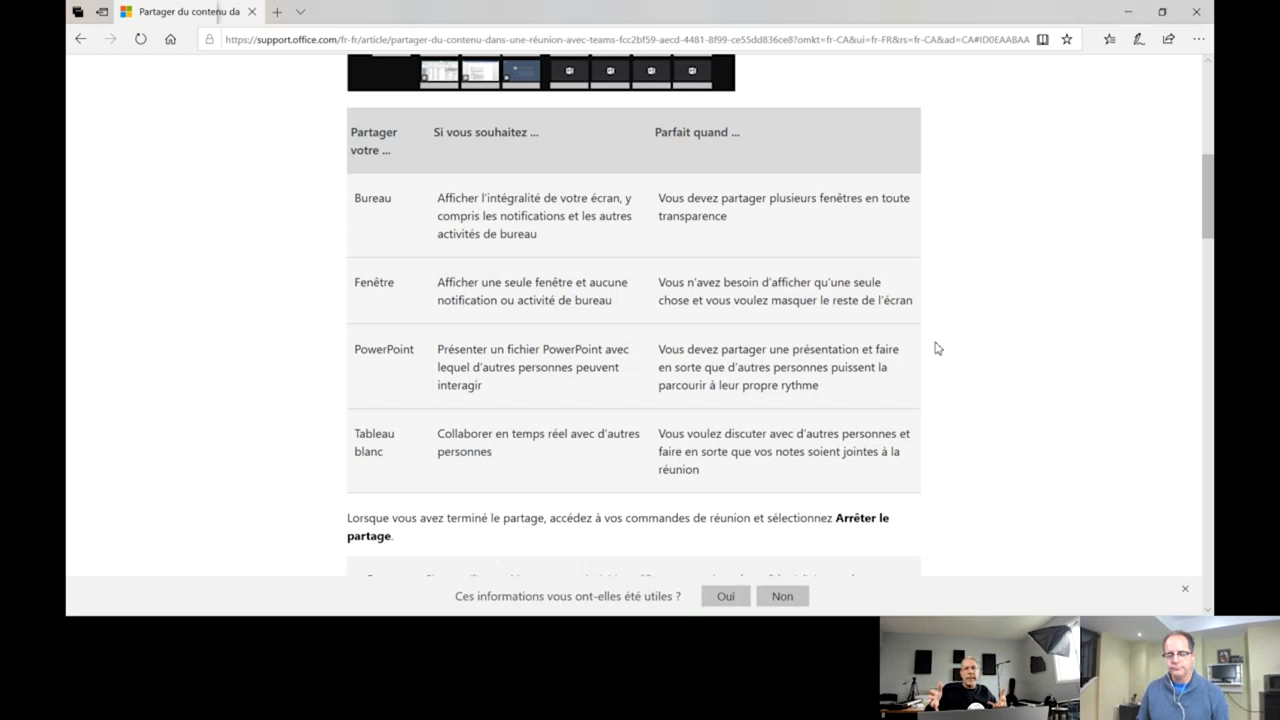 Partager du contenu da
https://support.office.com/fr-fr/article/partager-du-contenu-dans-une-réunion-avec-teams-fcc2bf59-aecd-4481-8f99-ce55dd836ce8?omkt=fr-CA&ui=fr-FR&rs=fr-CA&ad=CA#ID0EAABAA
Partager
votre ...
Si vous souhaitez ...
Parfait quand ...
Bureau
Afficher l'intégralité de votre écran, y
compris les notifications et les autres
activités de bureau
Vous devez partager plusieurs fenêtres en toute
transparence
Fenêtre
Afficher une seule fenêtre et aucune
notification ou activité de bureau
Vous n'avez besoin d'afficher qu'une seule
chose et vous voulez masquer le reste de l'écran
PowerPoint
Présenter un fichier PowerPoint avec
lequel d'autres personnes peuvent
interagir
Vous devez partager une présentation et faire
en sorte que d'autres personnes puissent la
parcourir à leur propre rythme
Tableau
blanc
Collaborer en temps réel avec d'autres
personnes
Vous voulez discuter avec d'autres personnes et
faire en sorte que vos notes soient jointes à la
réunion
Lorsque vous avez terminé le partage, accédez à vos commandes de réunion et sélectionnez Arrêter le
partage.
Ces informations vous ont-elles été utiles ?
Oui
Non